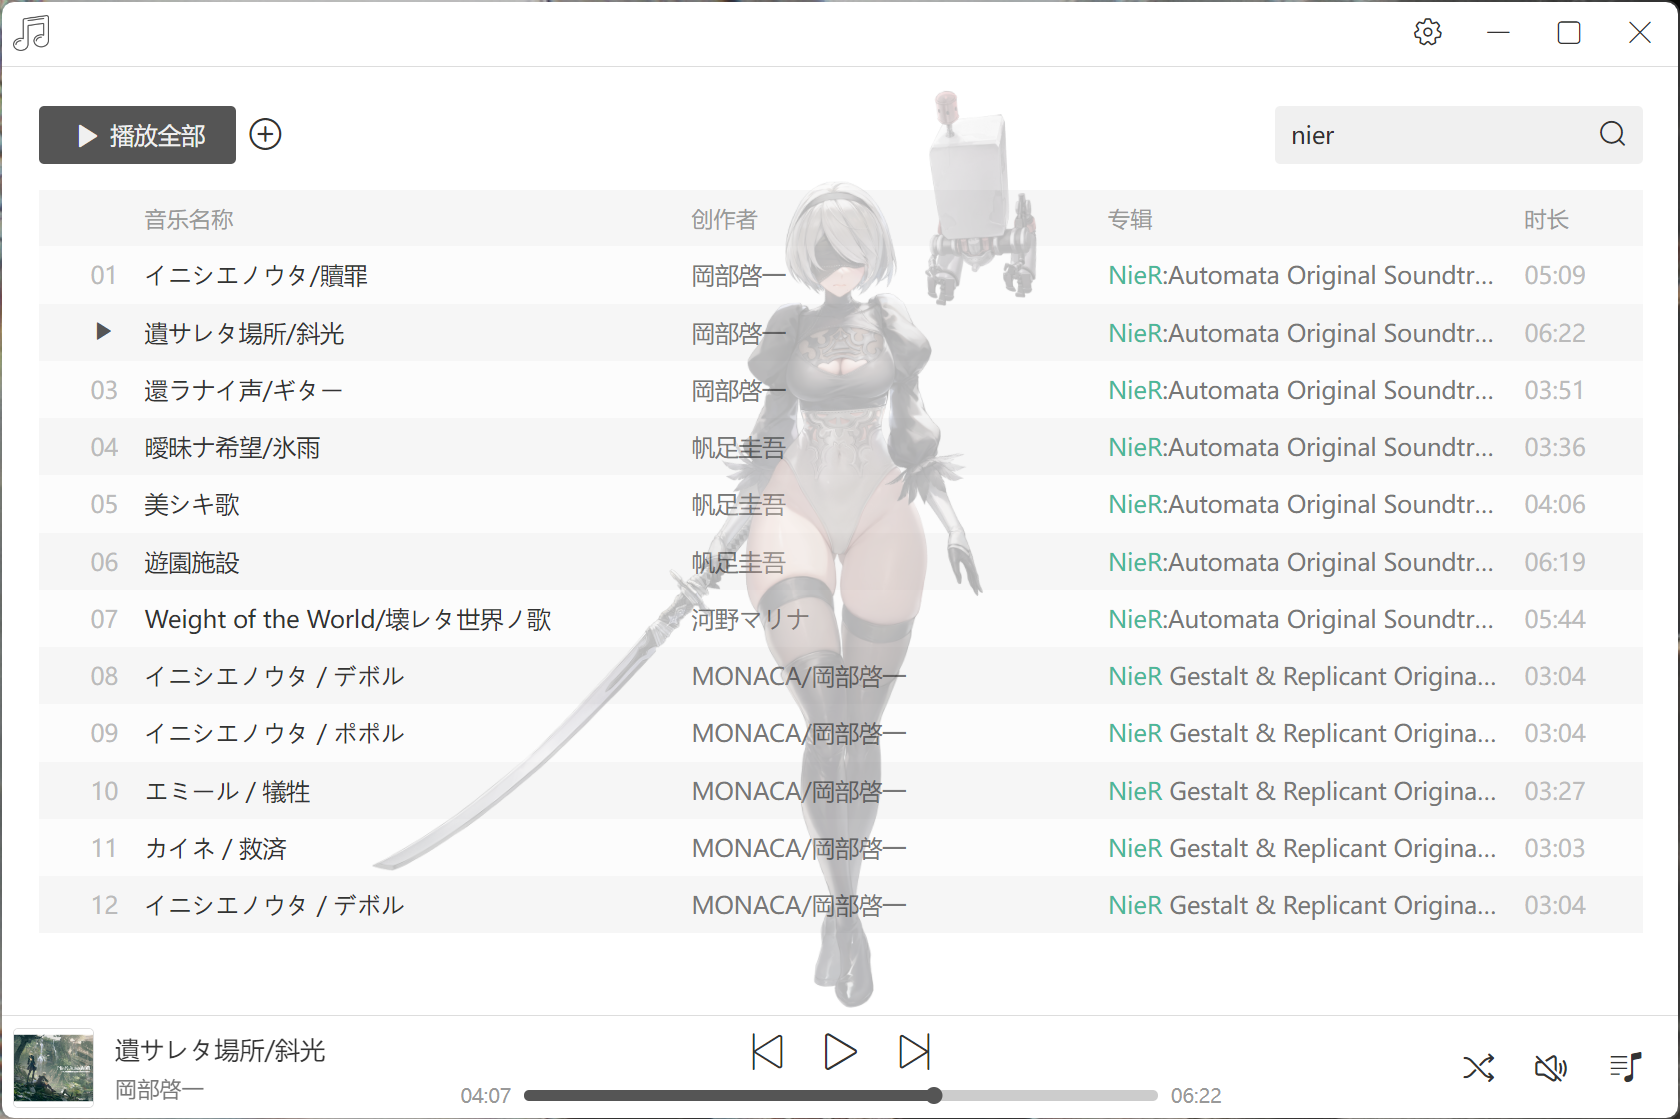 播放全部
nier
音乐名称 创作者 专辑 时长
01 イニシエノウタ/贖罪 岡部啓一 NieR:Automata Original Soundtr... 05:09
遺サレタ場所/斜光 岡部啓一 NieR:Automata Original Soundtr... 06:22
03 還ラナイ声/ギター 岡部啓一 NieR:Automata Original Soundtr... 03:51
04 曖昧ナ希望/氷雨 帆足圭吾 NieR:Automata Original Soundtr... 03:36
05 美シキ歌 帆足圭吾 NieR:Automata Original Soundtr... 04:06
06 遊園施設 帆足圭吾 NieR:Automata Original Soundtr... 06:19
07 Weight of the World/壊レタ世界ノ歌 河野マリナ NieR:Automata Original Soundtr... 05:44
08 イニシエノウタ / デボル MONACA/岡部啓一 NieR Gestalt & Replicant Origina... 03:04
09 イニシエノウタ / ポポル MONACA/岡部啓一 NieR Gestalt & Replicant Origina... 03:04
10 エミール / 犠牲 MONACA/岡部啓一 NieR Gestalt & Replicant Origina... 03:27
11 カイネ / 救済 MONACA/岡部啓一 NieR Gestalt & Replicant Origina... 03:03
12 イニシエノウタ / デボル MONACA/岡部啓一 NieR Gestalt & Replicant Origina... 03:04
遺サレタ場所/斜光
岡部啓一
04:07 06:22